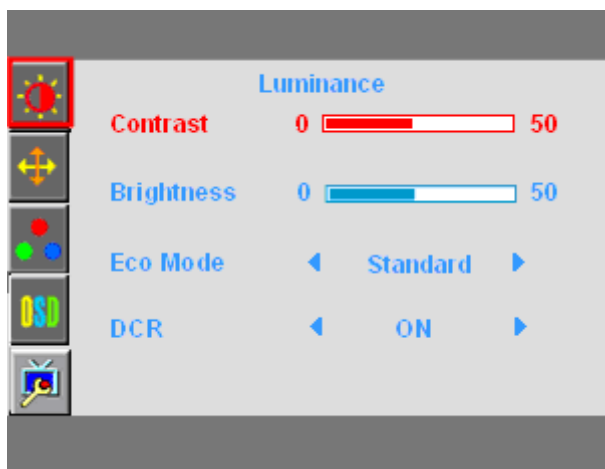 Luminance
Contrast 0 50
Brightness 0 50
Eco Mode Standard
DCR ON
OSD